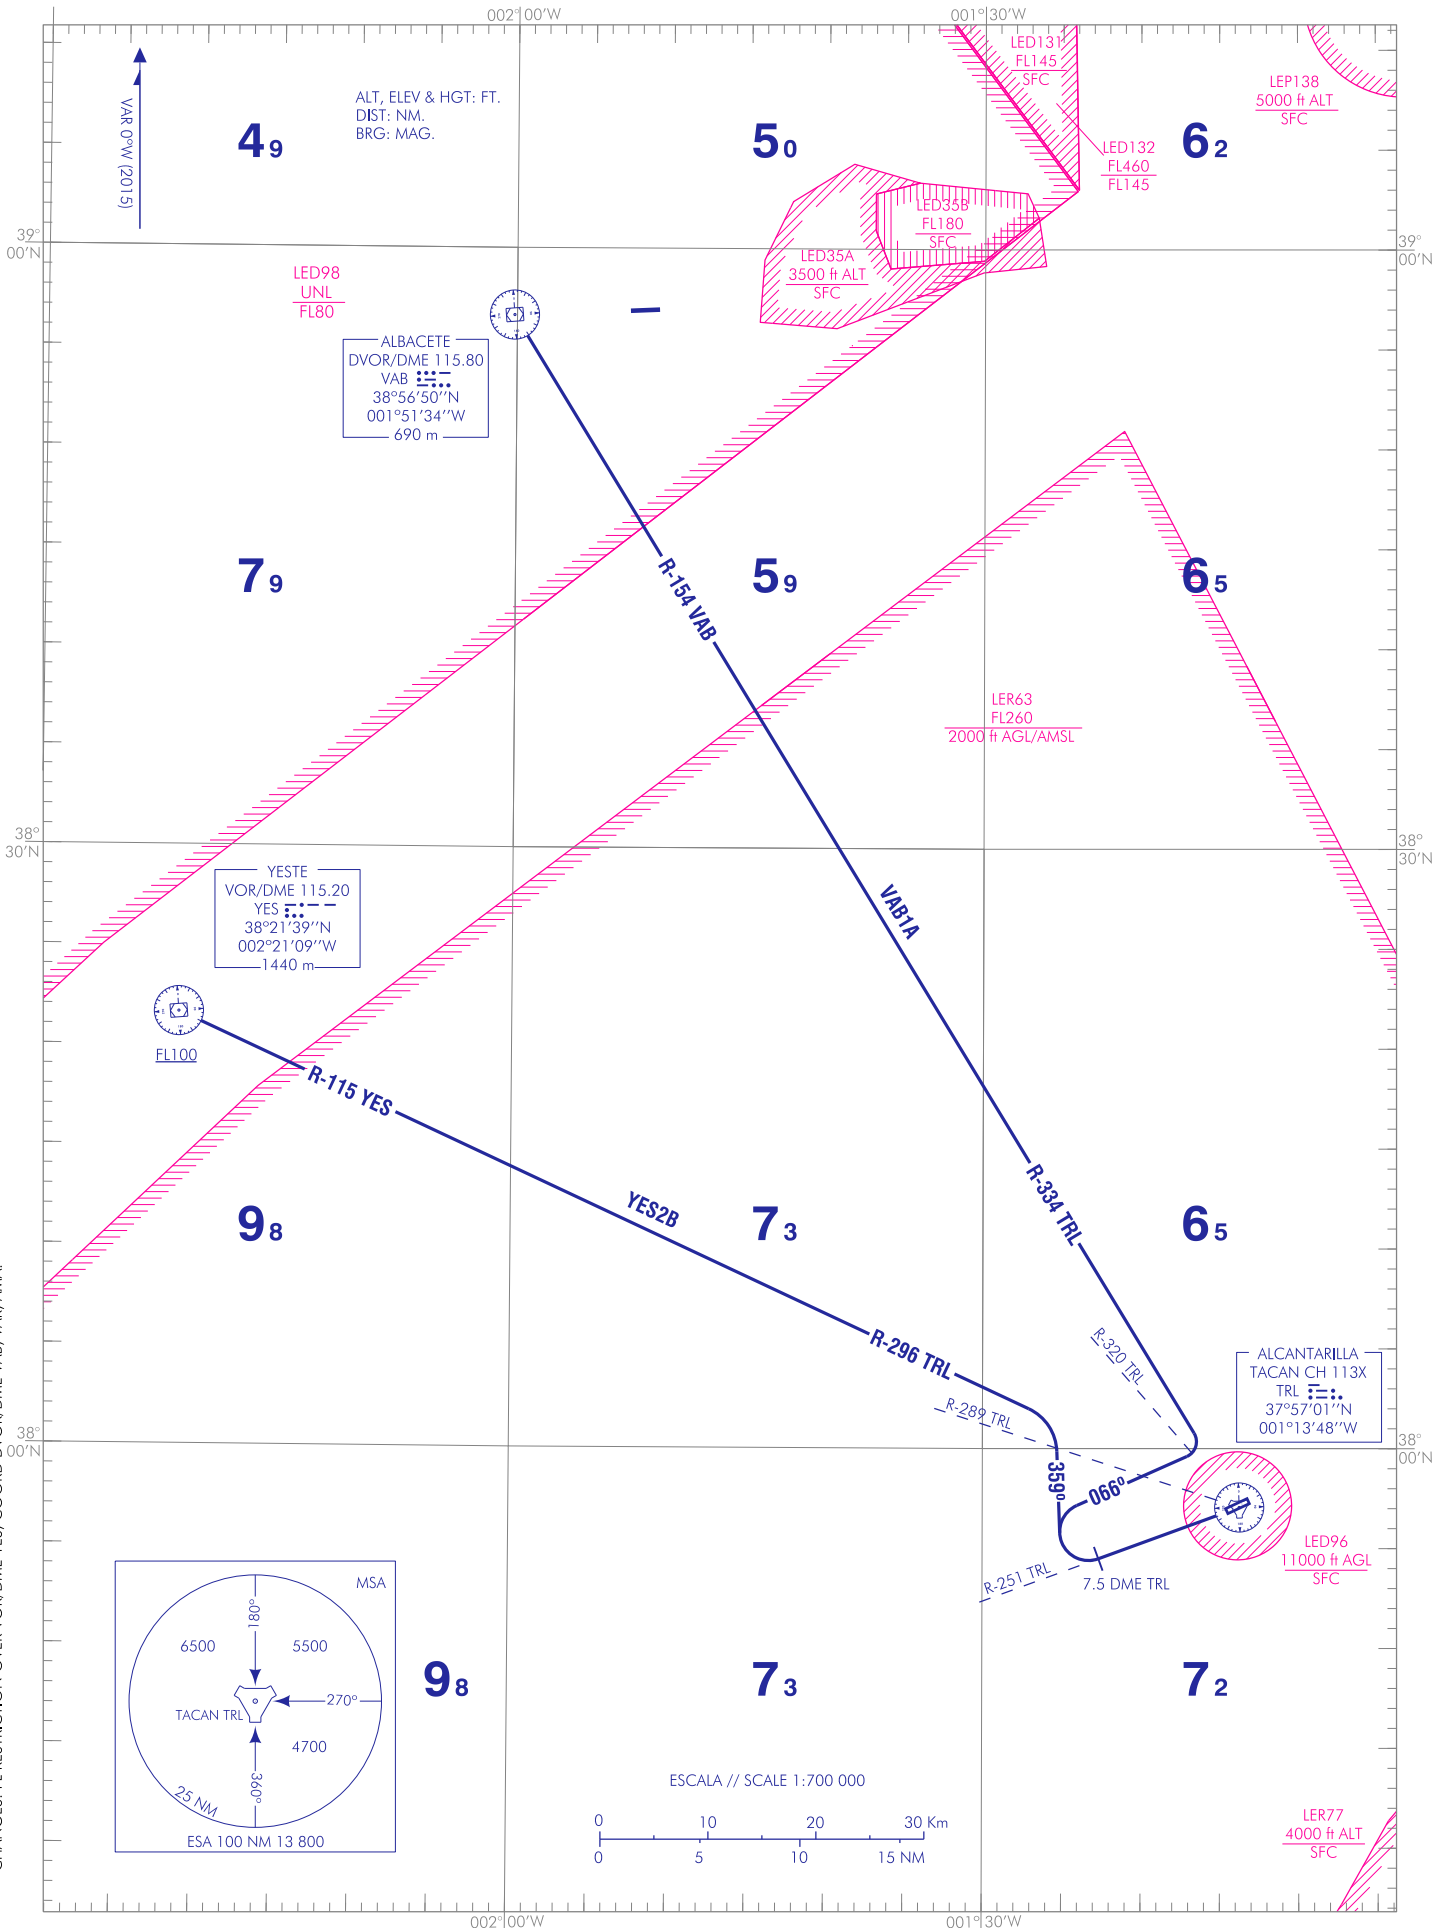 002°00'W
001°30'W
VAR 0°W (2015)
ALT, ELEV & HGT: FT.
DIST: NM.
BRG: MAG.
49
50
62
LED131
FL145
SFC
LEP138
5000 ft ALT
SFC
LED132
FL460
FL145
LED35B
FL180
SFC
LED35A
3500 ft ALT
SFC
39°
00'N
39°
00'N
LED98
UNL
FL80
ALBACETE
DVOR/DME 115.80
VAB
38°56'50''N
001°51'34''W
690 m
79
59
65
R-154 VAB
LER63
FL260
2000 ft AGL/AMSL
38°
30'N
38°
30'N
YESTE
VOR/DME 115.20
YES
38°21'39''N
002°21'09''W
1440 m
VAB1A
FL100
R-115 YES
YES2B
R-334 TRL
98
73
65
R-296 TRL
R-320 TRL
R-289 TRL
ALCANTARILLA
TACAN CH 113X
TRL
37°57'01''N
001°13'48''W
38°
00'N
38°
00'N
359°
066°
R-251 TRL
7.5 DME TRL
LED96
11000 ft AGL
SFC
MSA
180°
6500
5500
270°
TACAN TRL
4700
360°
25 NM
ESA 100 NM 13 800
98
73
72
ESCALA // SCALE 1:700 000
0 10 20 30 Km
0 5 10 15 NM
LER77
4000 ft ALT
SFC
002°00'W
001°30'W